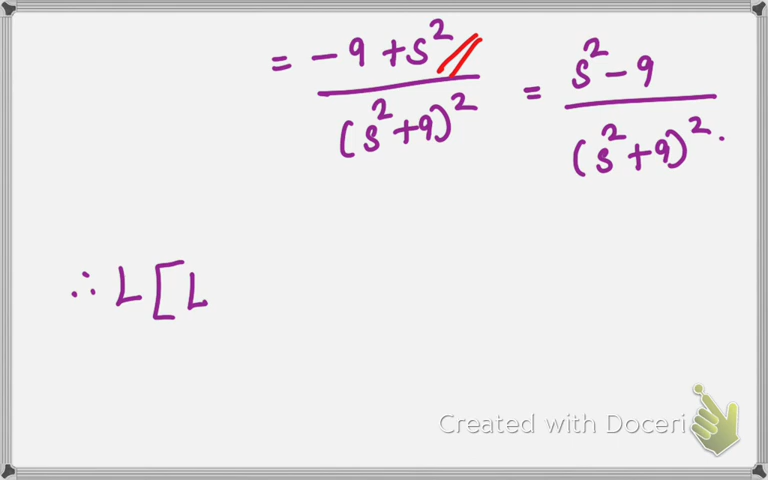 = -9 + s² / (s² + 9)² = s² - 9 / (s² + 9)².
∴ L [ L
Created with Doceri